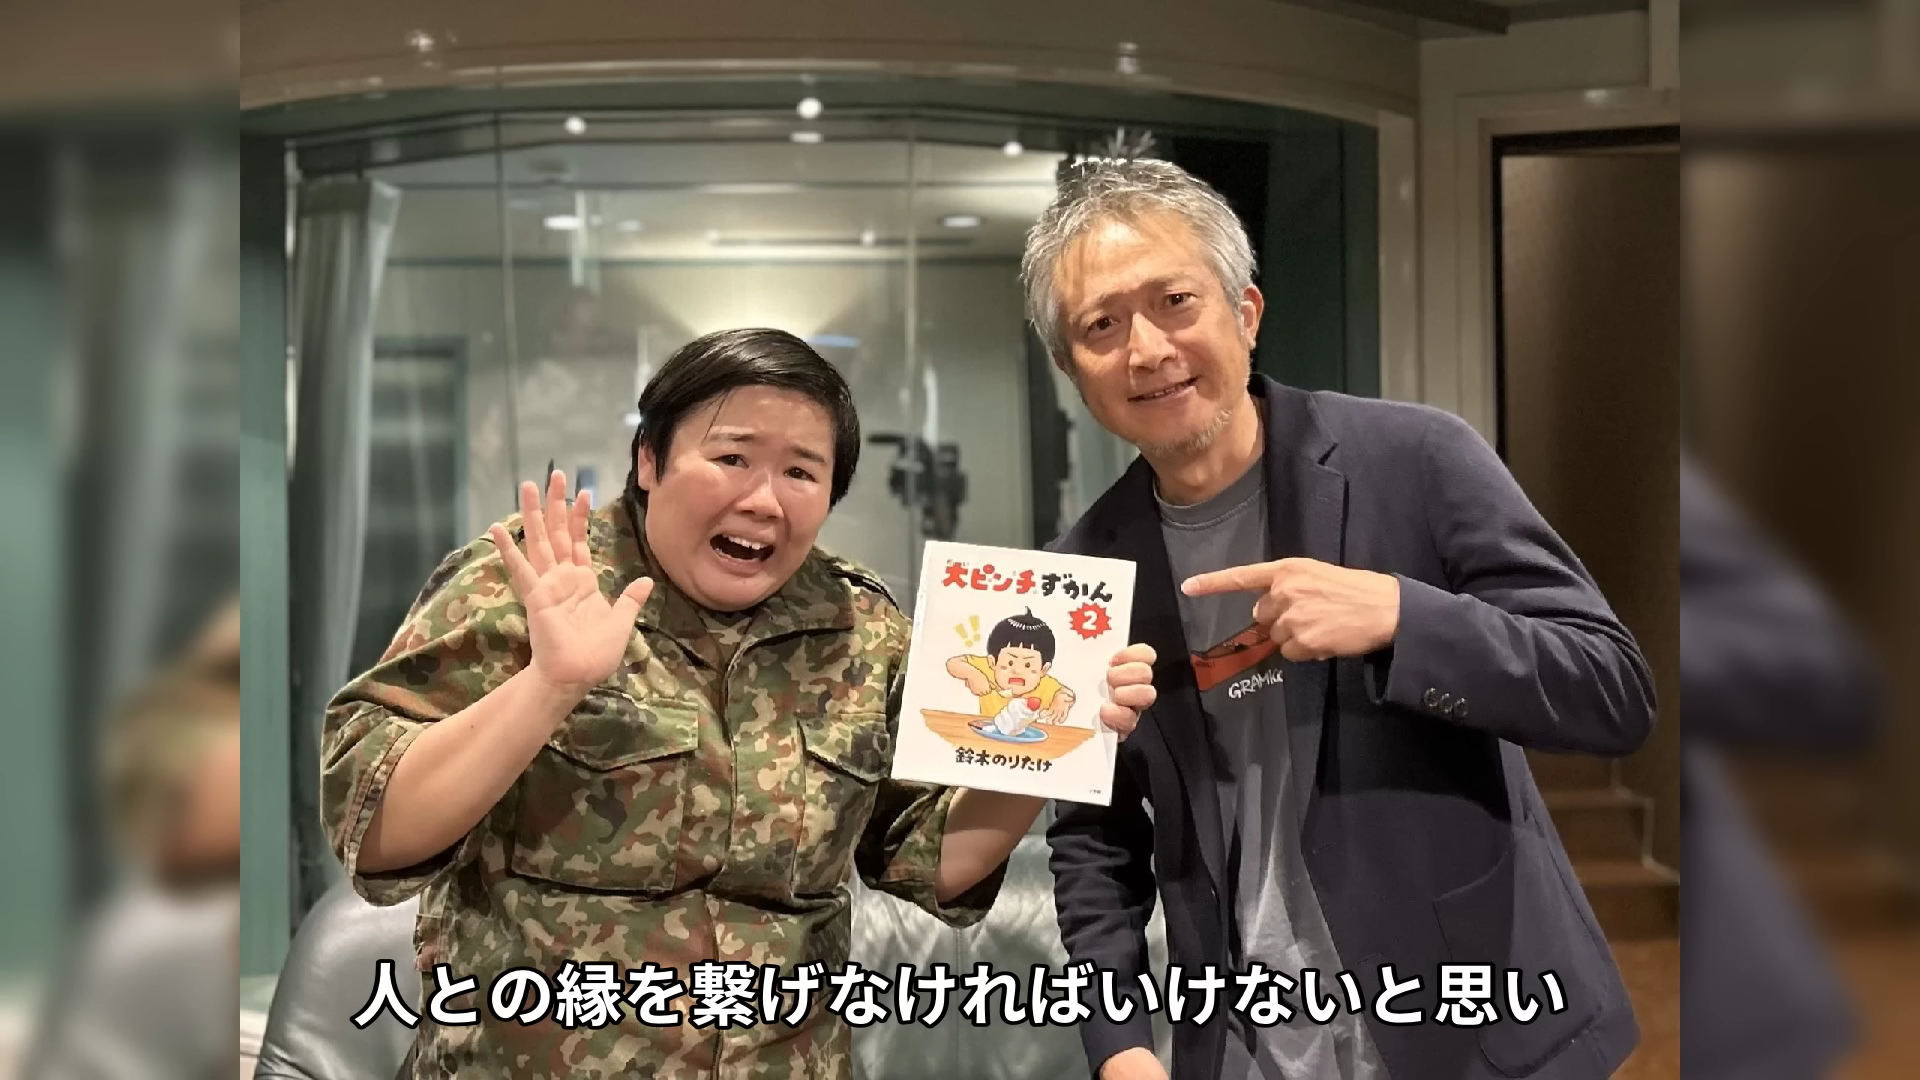 大ピンチずかん
2
鈴木のりたけ
人との縁を繋げなければいけないと思い